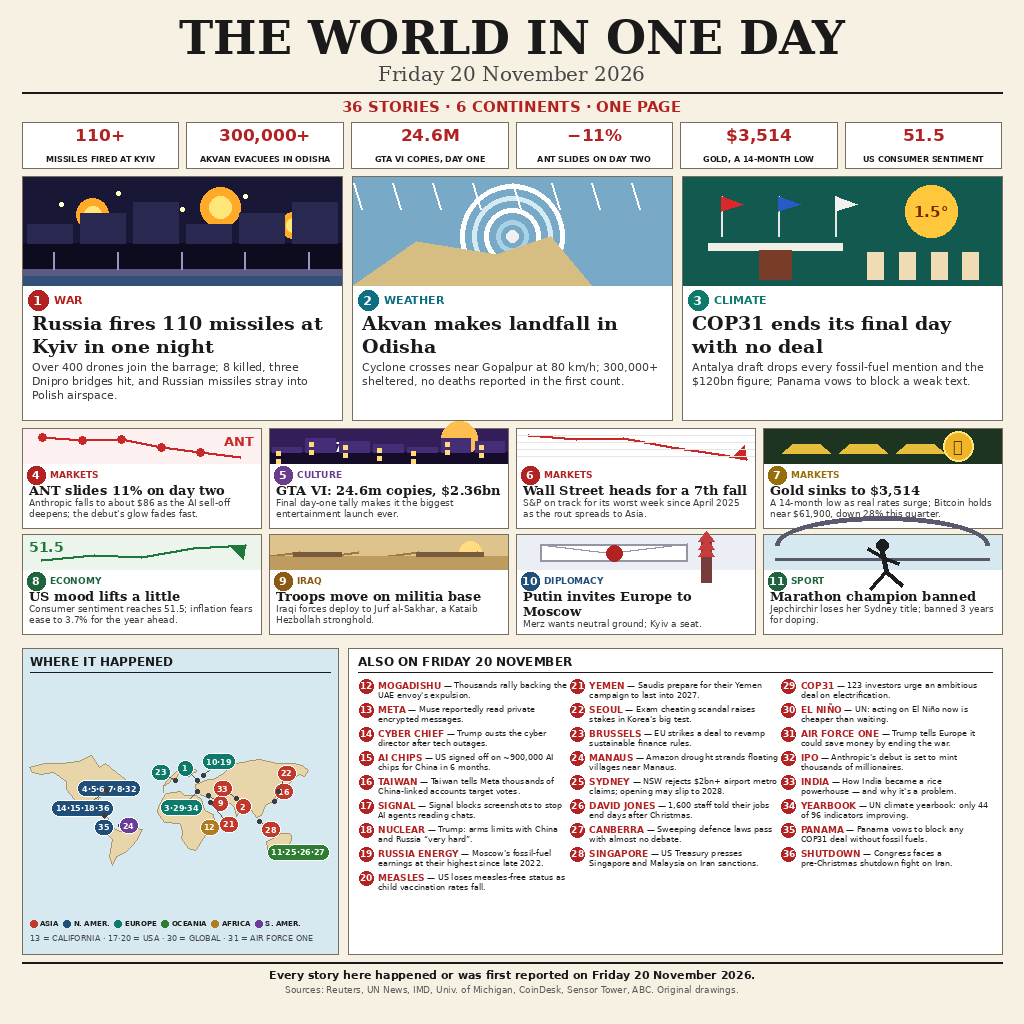 THE WORLD IN ONE DAY
Friday 20 November 2026
36 STORIES · 6 CONTINENTS · ONE PAGE
110+
MISSILES FIRED AT KYIV
300,000+
AKVAN EVACUEES IN ODISHA
24.6M
GTA VI COPIES, DAY ONE
−11%
ANT SLIDES ON DAY TWO
$3,514
GOLD, A 14-MONTH LOW
51.5
US CONSUMER SENTIMENT
1 WAR
Russia fires 110 missiles at
Kyiv in one night
Over 400 drones join the barrage; 8 killed, three
Dnipro bridges hit, and Russian missiles stray into
Polish airspace.
2 WEATHER
Akvan makes landfall in
Odisha
Cyclone crosses near Gopalpur at 80 km/h; 300,000+
sheltered, no deaths reported in the first count.
1.5°
3 CLIMATE
COP31 ends its final day
with no deal
Antalya draft drops every fossil-fuel mention and the
$120bn figure; Panama vows to block a weak text.
ANT
4 MARKETS
ANT slides 11% on day two
Anthropic falls to about $86 as the AI sell-off
deepens; the debut's glow fades fast.
5 CULTURE
GTA VI: 24.6m copies, $2.36bn
Final day-one tally makes it the biggest
entertainment launch ever.
6 MARKETS
Wall Street heads for a 7th fall
S&P on track for its worst week since April 2025
as the rout spreads to Asia.
7 MARKETS
Gold sinks to $3,514
A 14-month low as real rates surge; Bitcoin holds
near $61,900, down 28% this quarter.
51.5
8 ECONOMY
US mood lifts a little
Consumer sentiment reaches 51.5; inflation fears
ease to 3.7% for the year ahead.
9 IRAQ
Troops move on militia base
Iraqi forces deploy to Jurf al-Sakhar, a Kataib
Hezbollah stronghold.
10 DIPLOMACY
Putin invites Europe to
Moscow
Merz wants neutral ground; Kyiv a seat.
11 SPORT
Marathon champion banned
Jepchirchir loses her Sydney title; banned 3 years
for doping.
WHERE IT HAPPENED
10·19
23
1
22
4·5·6 7·8·32
33
16
14·15·18·36
3·29·34
9
2
35
24
12
21
28
11·25·26·27
ASIA N. AMER. EUROPE OCEANIA AFRICA S. AMER.
13 = CALIFORNIA · 17·20 = USA · 30 = GLOBAL · 31 = AIR FORCE ONE
ALSO ON FRIDAY 20 NOVEMBER
12 MOGADISHU — Thousands rally backing the
UAE envoy's expulsion.
13 META — Muse reportedly read private
encrypted messages.
14 CYBER CHIEF — Trump ousts the cyber
director after tech outages.
15 AI CHIPS — US signed off on ~900,000 AI
chips for China in 6 months.
16 TAIWAN — Taiwan tells Meta thousands of
China-linked accounts target votes.
17 SIGNAL — Signal blocks screenshots to stop
AI agents reading chats.
18 NUCLEAR — Trump: arms limits with China
and Russia "very hard".
19 RUSSIA ENERGY — Moscow's fossil-fuel
earnings at their highest since late 2022.
20 MEASLES — US loses measles-free status as
child vaccination rates fall.
21 YEMEN — Saudis prepare for their Yemen
campaign to last into 2027.
22 SEOUL — Exam cheating scandal raises
stakes in Korea's big test.
23 BRUSSELS — EU strikes a deal to revamp
sustainable finance rules.
24 MANAUS — Amazon drought strands floating
villages near Manaus.
25 SYDNEY — NSW rejects $2bn+ airport metro
claims; opening may slip to 2028.
26 DAVID JONES — 1,600 staff told their jobs
end days after Christmas.
27 CANBERRA — Sweeping defence laws pass
with almost no debate.
28 SINGAPORE — US Treasury presses
Singapore and Malaysia on Iran sanctions.
29 COP31 — 123 investors urge an ambitious
deal on electrification.
30 EL NIÑO — UN: acting on El Niño now is
cheaper than waiting.
31 AIR FORCE ONE — Trump tells Europe it
could save money by ending the war.
32 IPO — Anthropic's debut is set to mint
thousands of millionaires.
33 INDIA — How India became a rice
powerhouse — and why it's a problem.
34 YEARBOOK — UN climate yearbook: only 44
of 96 indicators improving.
35 PANAMA — Panama vows to block any
COP31 deal without fossil fuels.
36 SHUTDOWN — Congress faces a
pre-Christmas shutdown fight on Iran.
Every story here happened or was first reported on Friday 20 November 2026.
Sources: Reuters, UN News, IMD, Univ. of Michigan, CoinDesk, Sensor Tower, ABC. Original drawings.